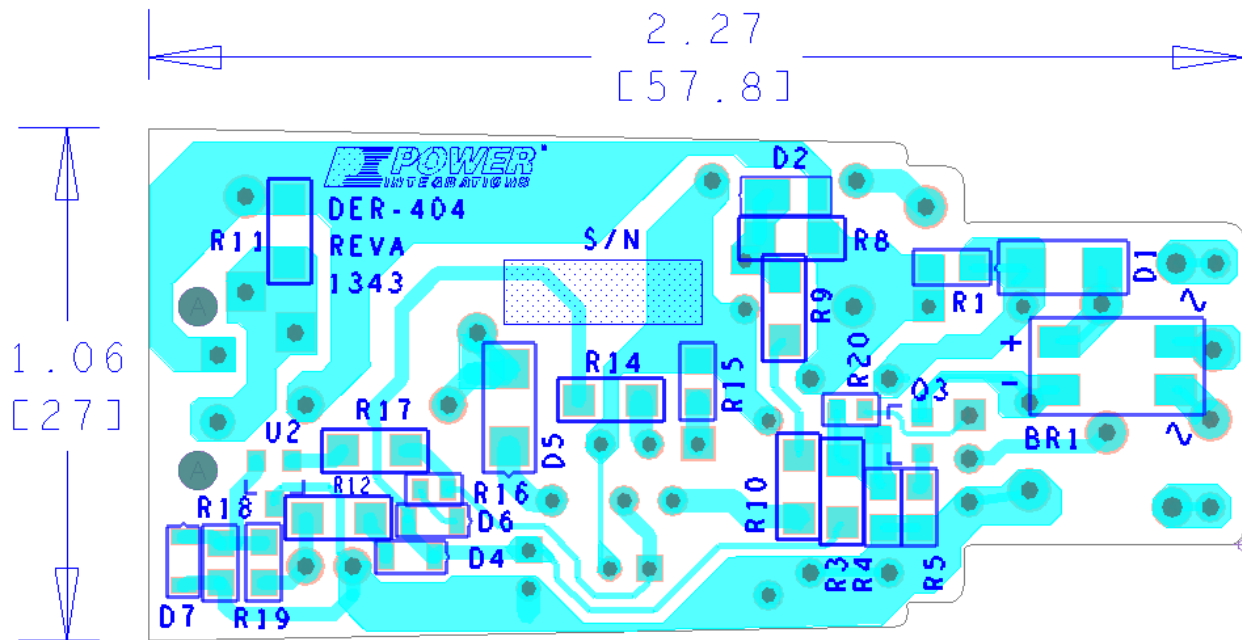 2.27
[57.8]
1.06
[27]
POWER
INTEGRATIONS
DER-404
REVA
1343
S/N
D2
R8
R11
R9
R1
D1
~
+
-
BR1
~
R20
Q3
R14
R15
D5
R17
U2
R12
R16
D6
D4
R18
D7
R19
R10
R3
R4
R5
A
A